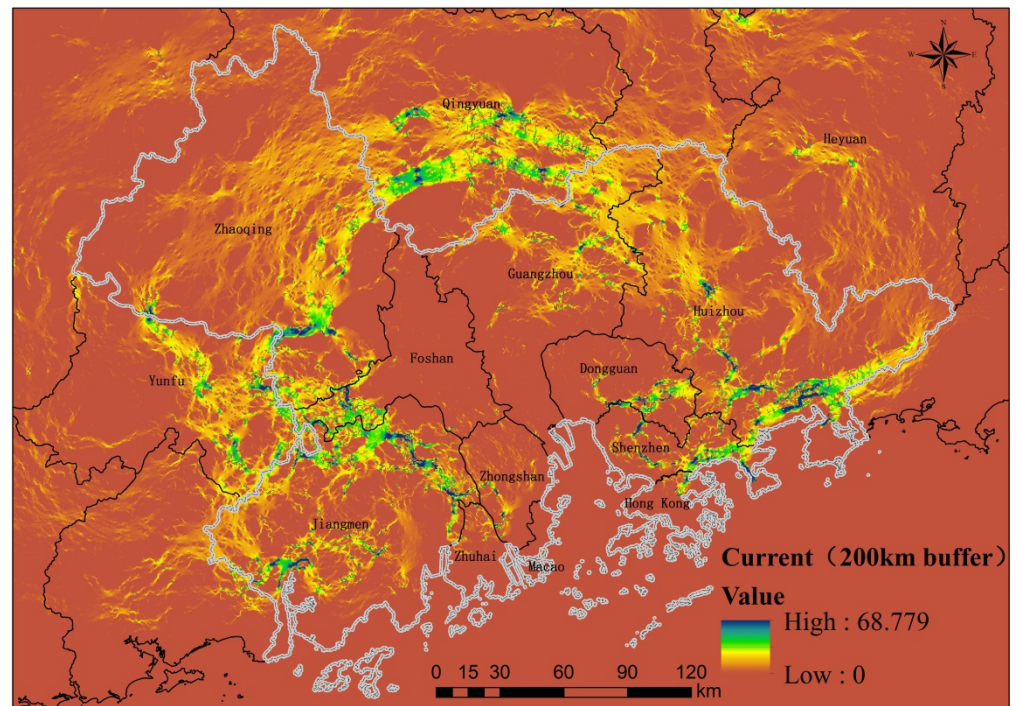 N
W E
S
Qingyuan
Heyuan
Zhaoqing
Guangzhou
Huizhou
Foshan
Dongguan
Yunfu
Shenzhen
Zhongshan
Hong Kong
Jiangmen
Zhuhai
Macao
Current（200km buffer）
Value
High : 68.779
Low : 0
0 15 30 60 90 120
km